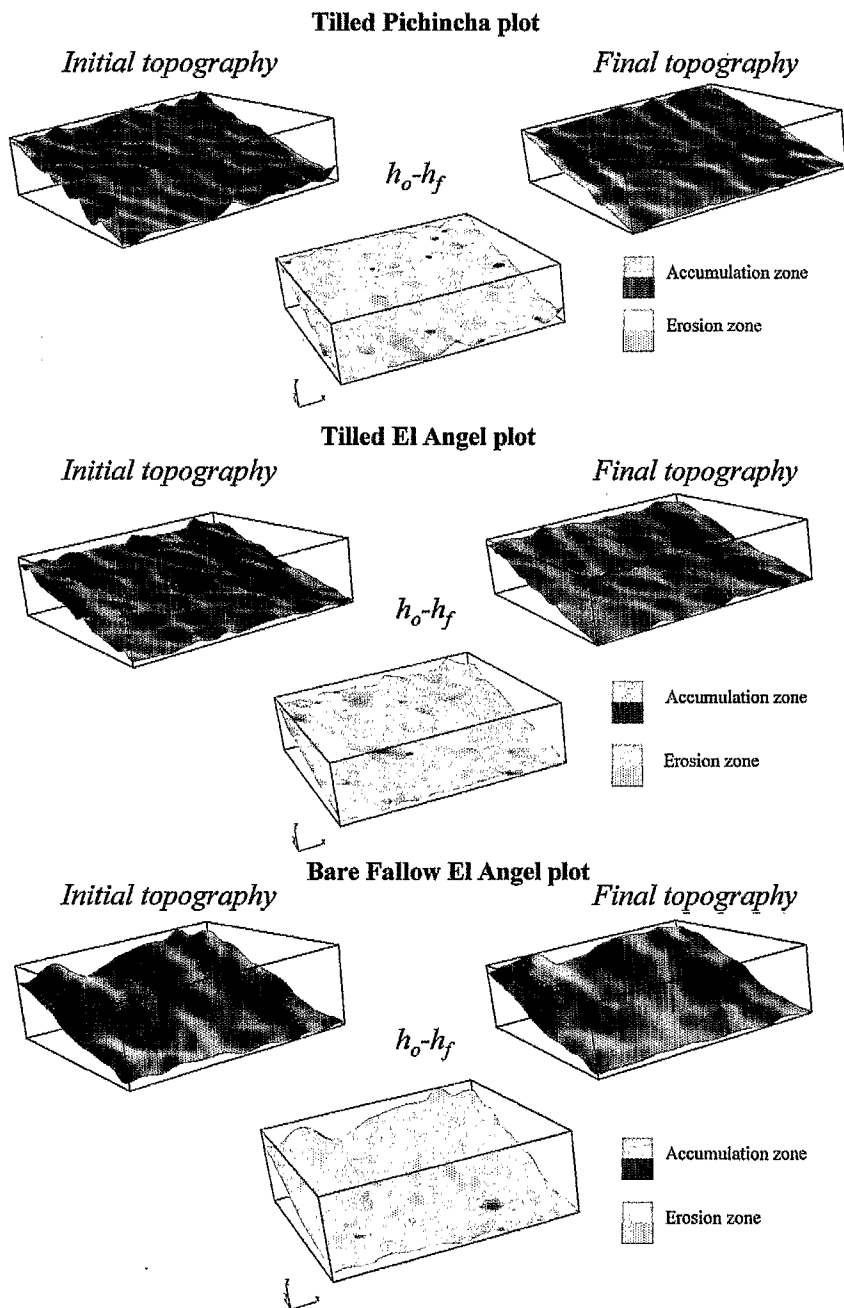 Tilled Pichincha plot
Initial topography
Final topography
h_o-h_f
Accumulation zone
Erosion zone
Tilled El Angel plot
Initial topography
Final topography
h_o-h_f
Accumulation zone
Erosion zone
Bare Fallow El Angel plot
Initial topography
Final topography
h_o-h_f
Accumulation zone
Erosion zone